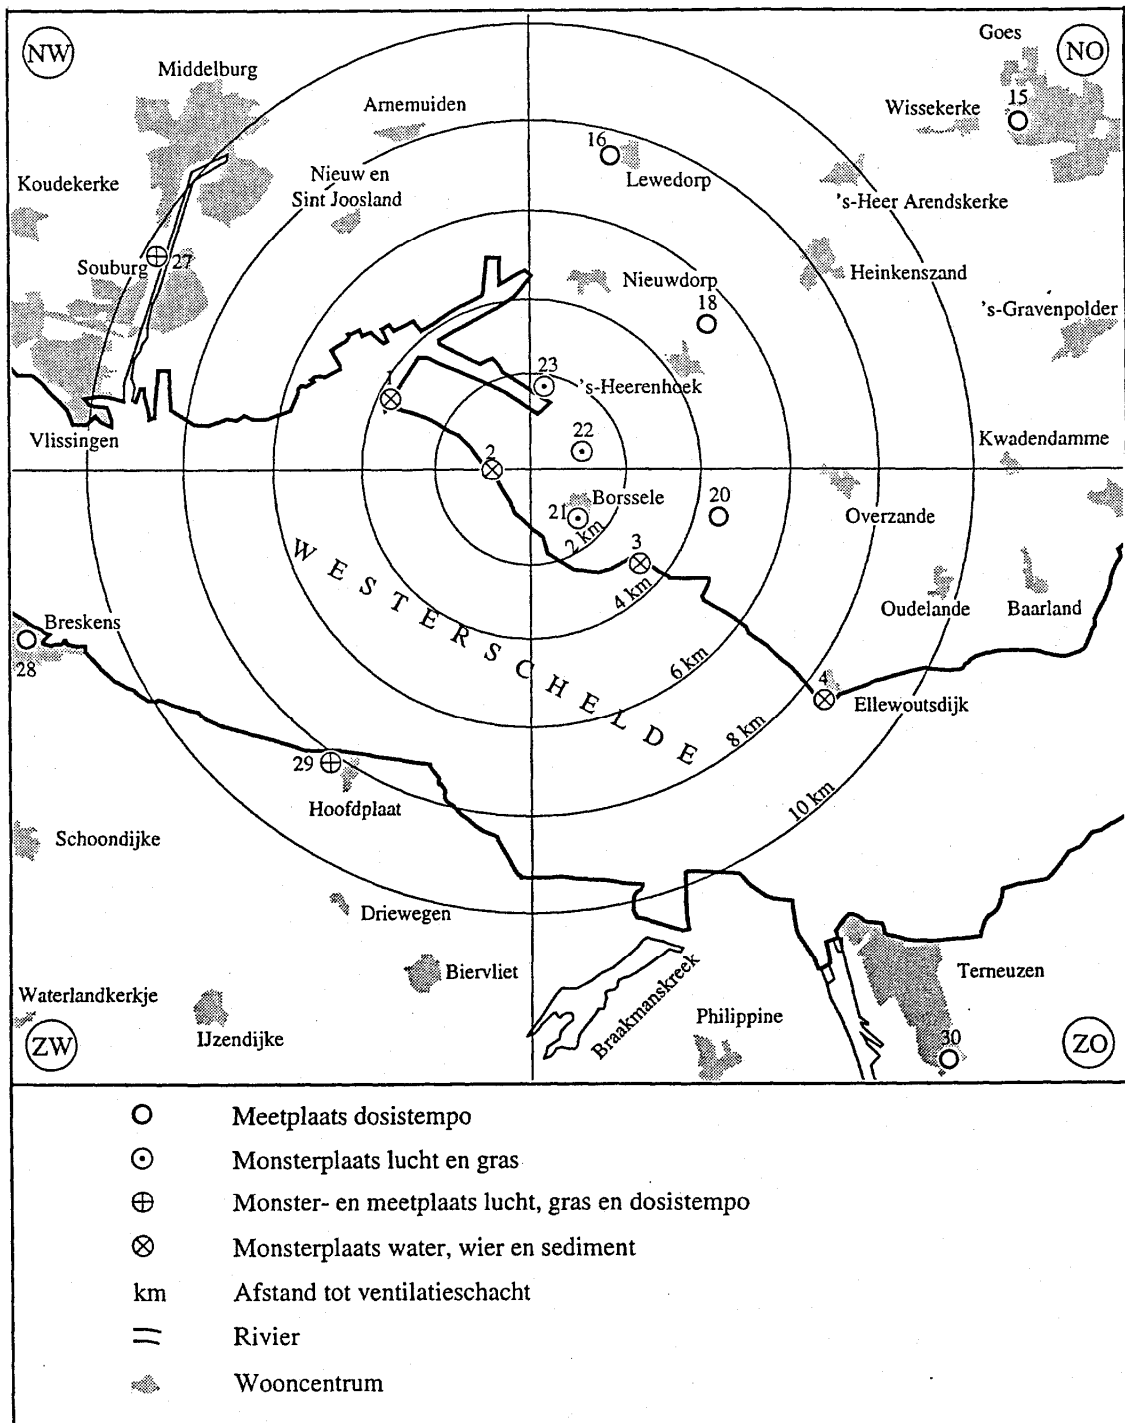 NW
NO
Goes
Middelburg
15
Arnemuiden
Wissekerke
16
Lewedorp
Koudekerke
Nieuw en
Sint Joosland
's-Heer Arendskerke
Souburg
27
Nieuwdorp
Heinkenszand
18
's-Gravenpolder
23
's-Heerenhoek
1
Vlissingen
22
Kwadendamme
2
21
Borssele
20
Overzande
2 km
3
WESTERSCHELDE
4 km
Oudelande
Baarland
Breskens
28
6 km
4
Ellewoutsdijk
8 km
29
Hoofdplaat
10 km
Schoondijke
Driewegen
Biervliet
Terneuzen
Waterlandkerkje
IJzendijke
Braakmanskreek
Philippine
30
ZW
ZO
Meetplaats dosistempo
Monsterplaats lucht en gras
Monster- en meetplaats lucht, gras en dosistempo
Monsterplaats water, wier en sediment
km Afstand tot ventilatieschacht
Rivier
Wooncentrum